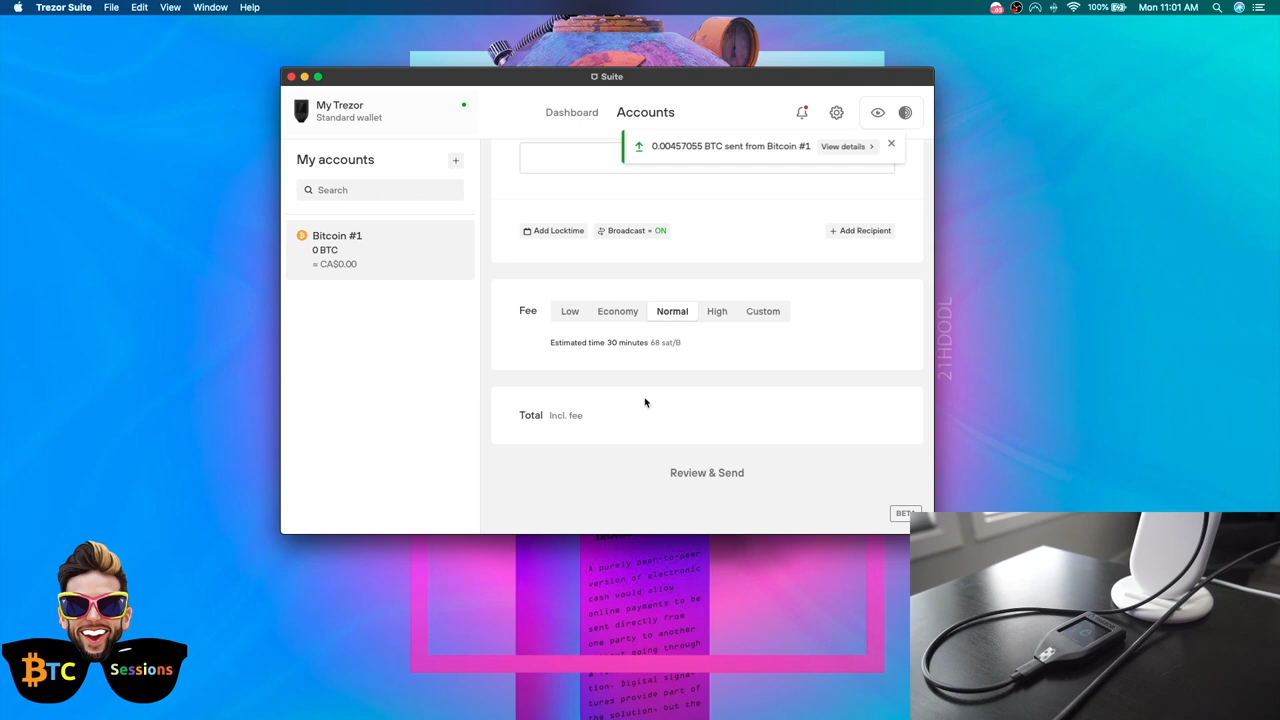 Trezor Suite File Edit View Window Help
100% Mon 11:01 AM
Suite
My Trezor
Standard wallet
Dashboard Accounts
0.00457055 BTC sent from Bitcoin #1 View details
My accounts +
Search
Bitcoin #1
0 BTC
≈ CA$0.00
Add Locktime Broadcast = ON + Add Recipient
Fee Low Economy Normal High Custom
Estimated time 30 minutes 68 sat/B
Total Incl. fee
Review & Send
BETA
21HDODL
A purely peer-to-peer
version of electronic
cash would allow
online payments to be
sent directly from
one party to another
going through
tion. Digital signa-
tures provide part of
the solution, but the
BTC Sessions